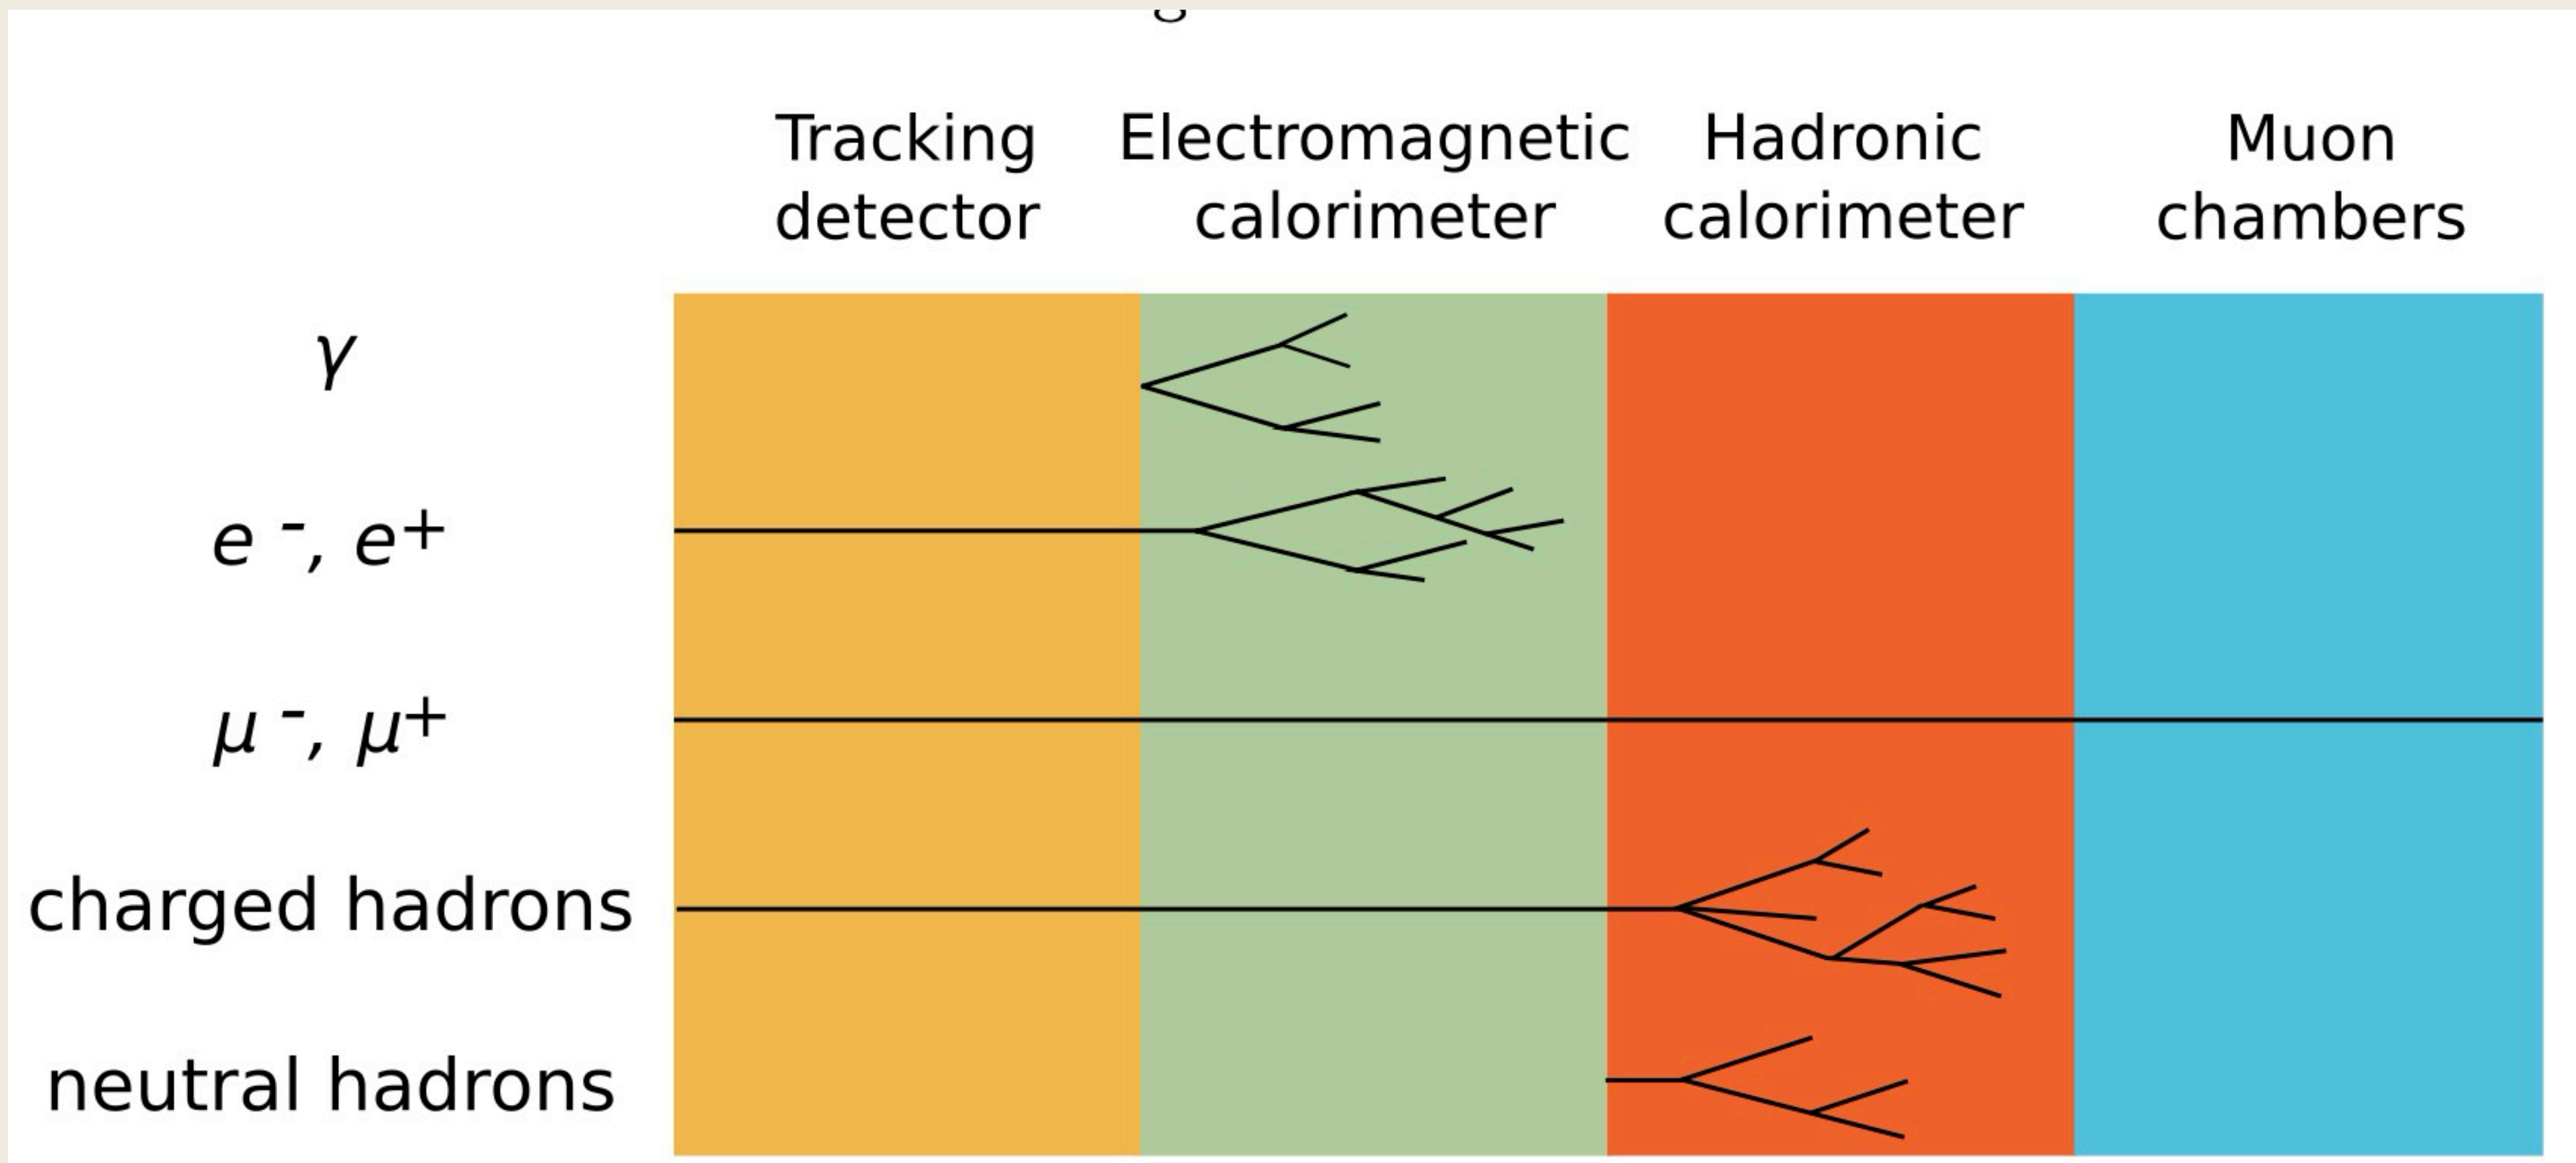 Tracking
detector
Electromagnetic
calorimeter
Hadronic
calorimeter
Muon
chambers
γ
e⁻, e⁺
μ⁻, μ⁺
charged hadrons
neutral hadrons